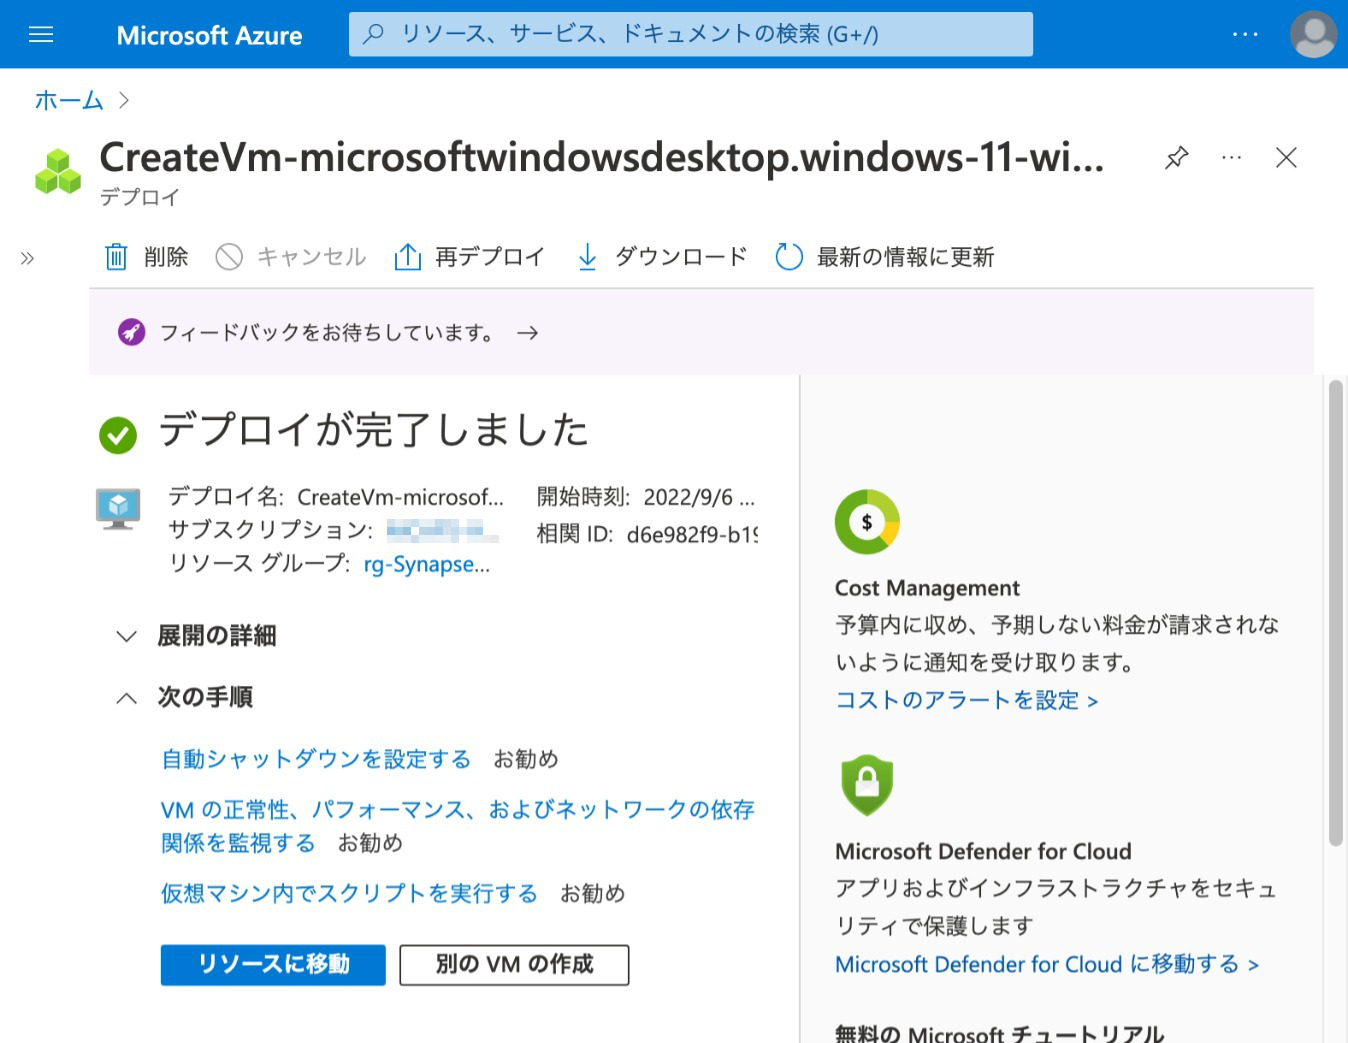 Microsoft Azure
リソース、サービス、ドキュメントの検索 (G+/)
ホーム
CreateVm-microsoftwindowsdesktop.windows-11-wi...
デプロイ
削除 キャンセル 再デプロイ ダウンロード 最新の情報に更新
フィードバックをお待ちしています。 →
デプロイが完了しました
デプロイ名: CreateVm-microsof...
サブスクリプション:
リソース グループ: rg-Synapse...
開始時刻: 2022/9/6 ...
相関 ID: d6e982f9-b19
展開の詳細
次の手順
自動シャットダウンを設定する お勧め
VM の正常性、パフォーマンス、およびネットワークの依存
関係を監視する お勧め
仮想マシン内でスクリプトを実行する お勧め
リソースに移動 別の VM の作成
$
Cost Management
予算内に収め、予期しない料金が請求されな
いように通知を受け取ります。
コストのアラートを設定 >
Microsoft Defender for Cloud
アプリおよびインフラストラクチャをセキュ
リティで保護します
Microsoft Defender for Cloud に移動する >
無料の Microsoft チュートリアル